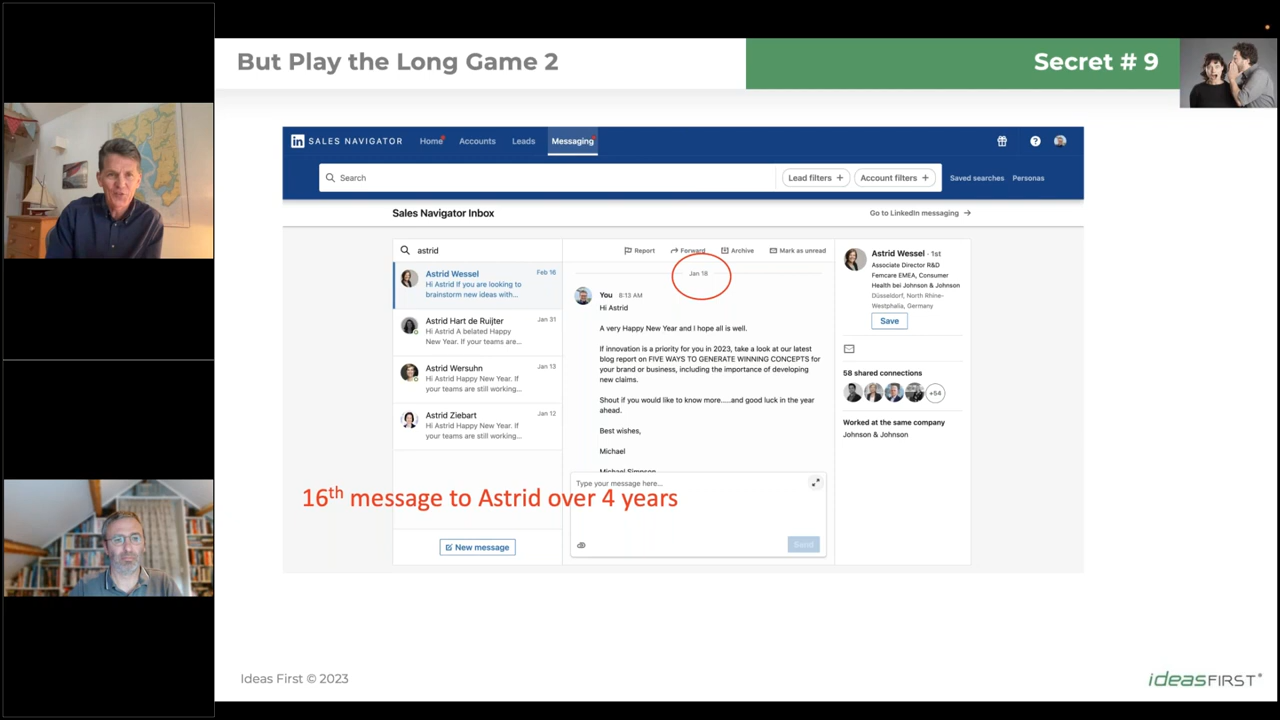 But Play the Long Game 2
Secret # 9
in SALES NAVIGATOR
Home
Accounts
Leads
Messaging
Search
Lead filters +
Account filters +
Saved searches
Personas
Sales Navigator Inbox
Go to LinkedIn messaging →
astrid
Astrid Wessel
Feb 16
Hi Astrid If you are looking to
brainstorm new ideas with...
Astrid Hart de Ruijter
Jan 31
Hi Astrid A belated Happy
New Year. If your teams are...
Astrid Wersuhn
Jan 13
Hi Astrid Happy New Year. If
your teams are still working...
Astrid Ziebart
Jan 12
Hi Astrid Happy New Year. If
your teams are still working...
New message
Report
Forward
Archive
Mark as unread
Jan 18
You 8:13 AM
Hi Astrid
A very Happy New Year and I hope all is well.
If innovation is a priority for you in 2023, take a look at our latest
blog report on FIVE WAYS TO GENERATE WINNING CONCEPTS for
your brand or business, including the importance of developing
new claims.
Shout if you would like to know more.....and good luck in the year
ahead.
Best wishes,
Michael
Michael Simpson
Type your message here...
Send
16th message to Astrid over 4 years
Astrid Wessel · 1st
Associate Director R&D
Femcare EMEA, Consumer
Health bei Johnson & Johnson
Düsseldorf, North Rhine-
Westphalia, Germany
Save
58 shared connections
+54
Worked at the same company
Johnson & Johnson
Ideas First © 2023
ideasFIRST®